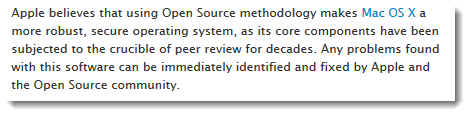 Apple believes that using Open Source methodology makes Mac OS X a
more robust, secure operating system, as its core components have been
subjected to the crucible of peer review for decades. Any problems found
with this software can be immediately identified and fixed by Apple and
the Open Source community.